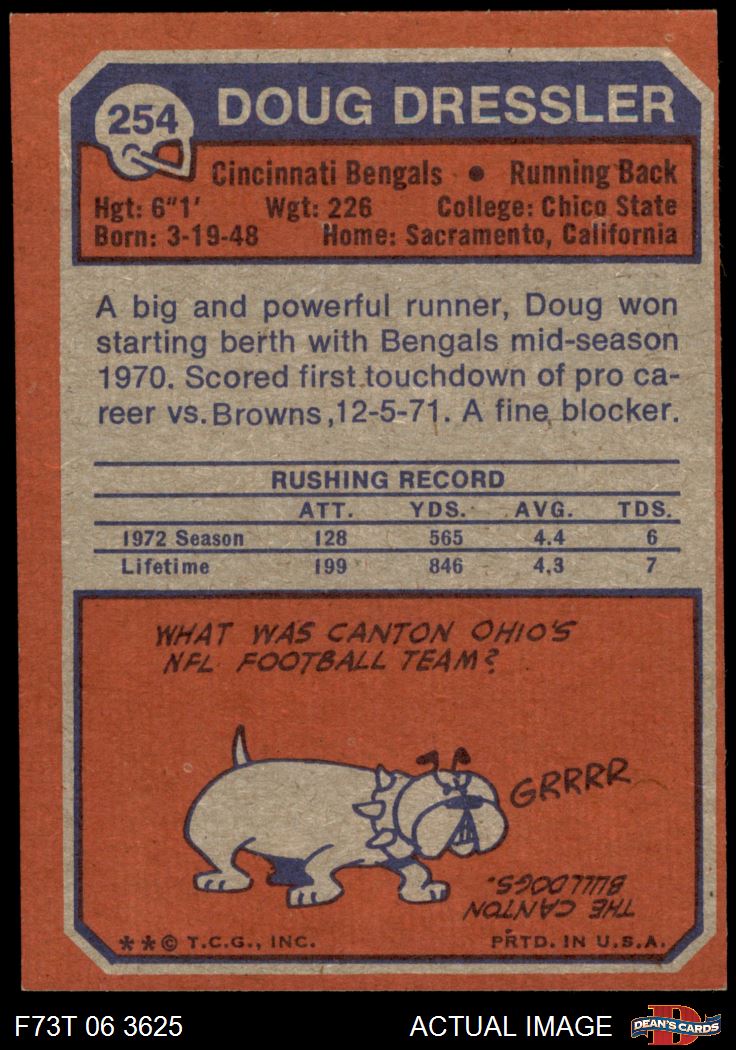 254
DOUG DRESSLER
Cincinnati Bengals • Running Back
Hgt: 6"1' Wgt: 226 College: Chico State
Born: 3-19-48 Home: Sacramento, California
A big and powerful runner, Doug won
starting berth with Bengals mid-season
1970. Scored first touchdown of pro ca-
reer vs. Browns,12-5-71. A fine blocker.
RUSHING RECORD
ATT. YDS. AVG. TDS.
1972 Season 128 565 4.4 6
Lifetime 199 846 4.3 7
WHAT WAS CANTON OHIO'S
NFL FOOTBALL TEAM?
GRRRR
THE CANTON
BULLDOGS.
**© T.C.G., INC. PRTD. IN U.S.A.
F73T 06 3625 ACTUAL IMAGE
D
DEAN'S CARDS